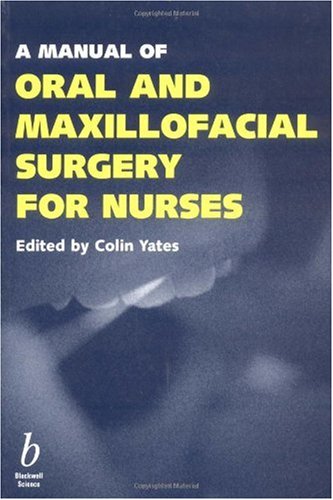 A MANUAL OF
ORAL AND
MAXILLOFACIAL
SURGERY
FOR NURSES
Edited by Colin Yates
b
Blackwell
Science